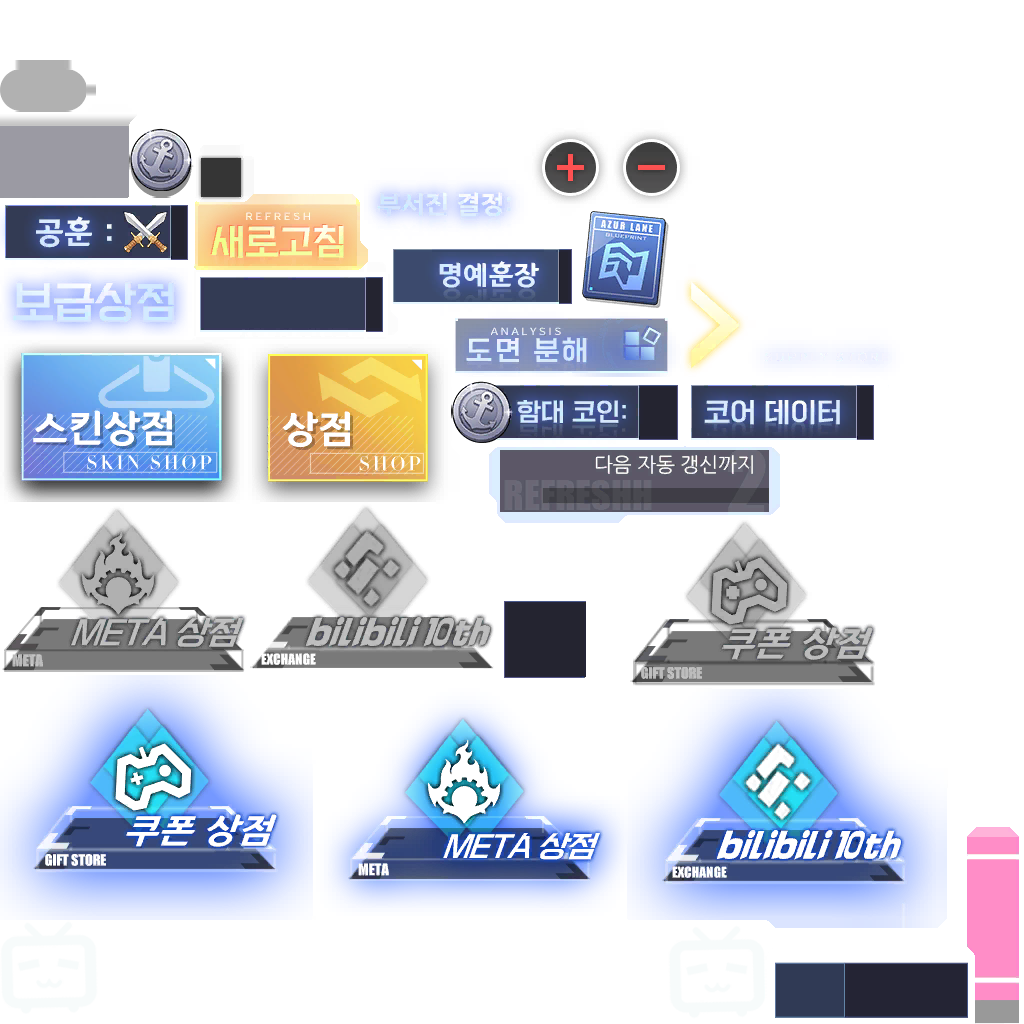 부서진 결정
공훈 :
REFRESH
새로고침
AZUR LANE
BLUEPRINT
명예훈장
보급상점
ANALYSIS
도면 분해
스킨상점
SKIN SHOP
상점
SHOP
함대 코인:
코어 데이터
다음 자동 갱신까지
REFRESHH
2
META 상점
META
bilibili 10th
EXCHANGE
쿠폰 상점
GIFT STORE
쿠폰 상점
GIFT STORE
META 상점
META
bilibili 10th
EXCHANGE